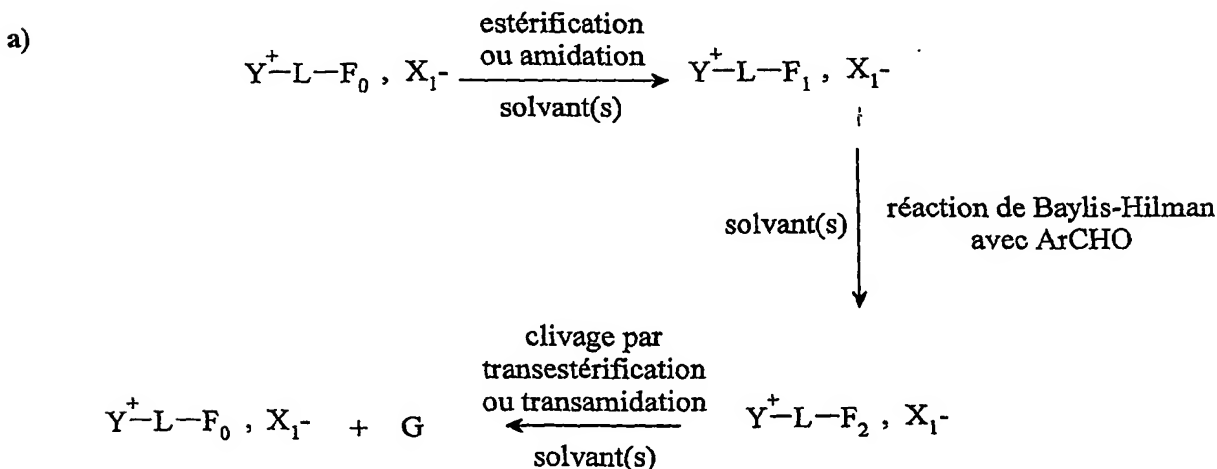 a)
estérification
ou amidation
Y⁺—L—F₀ , X₁-
solvant(s)
Y⁺—L—F₁ , X₁-
solvant(s)
réaction de Baylis-Hilman
avec ArCHO
clivage par
transestérification
ou transamidation
Y⁺—L—F₀ , X₁- + G
solvant(s)
Y⁺—L—F₂ , X₁-